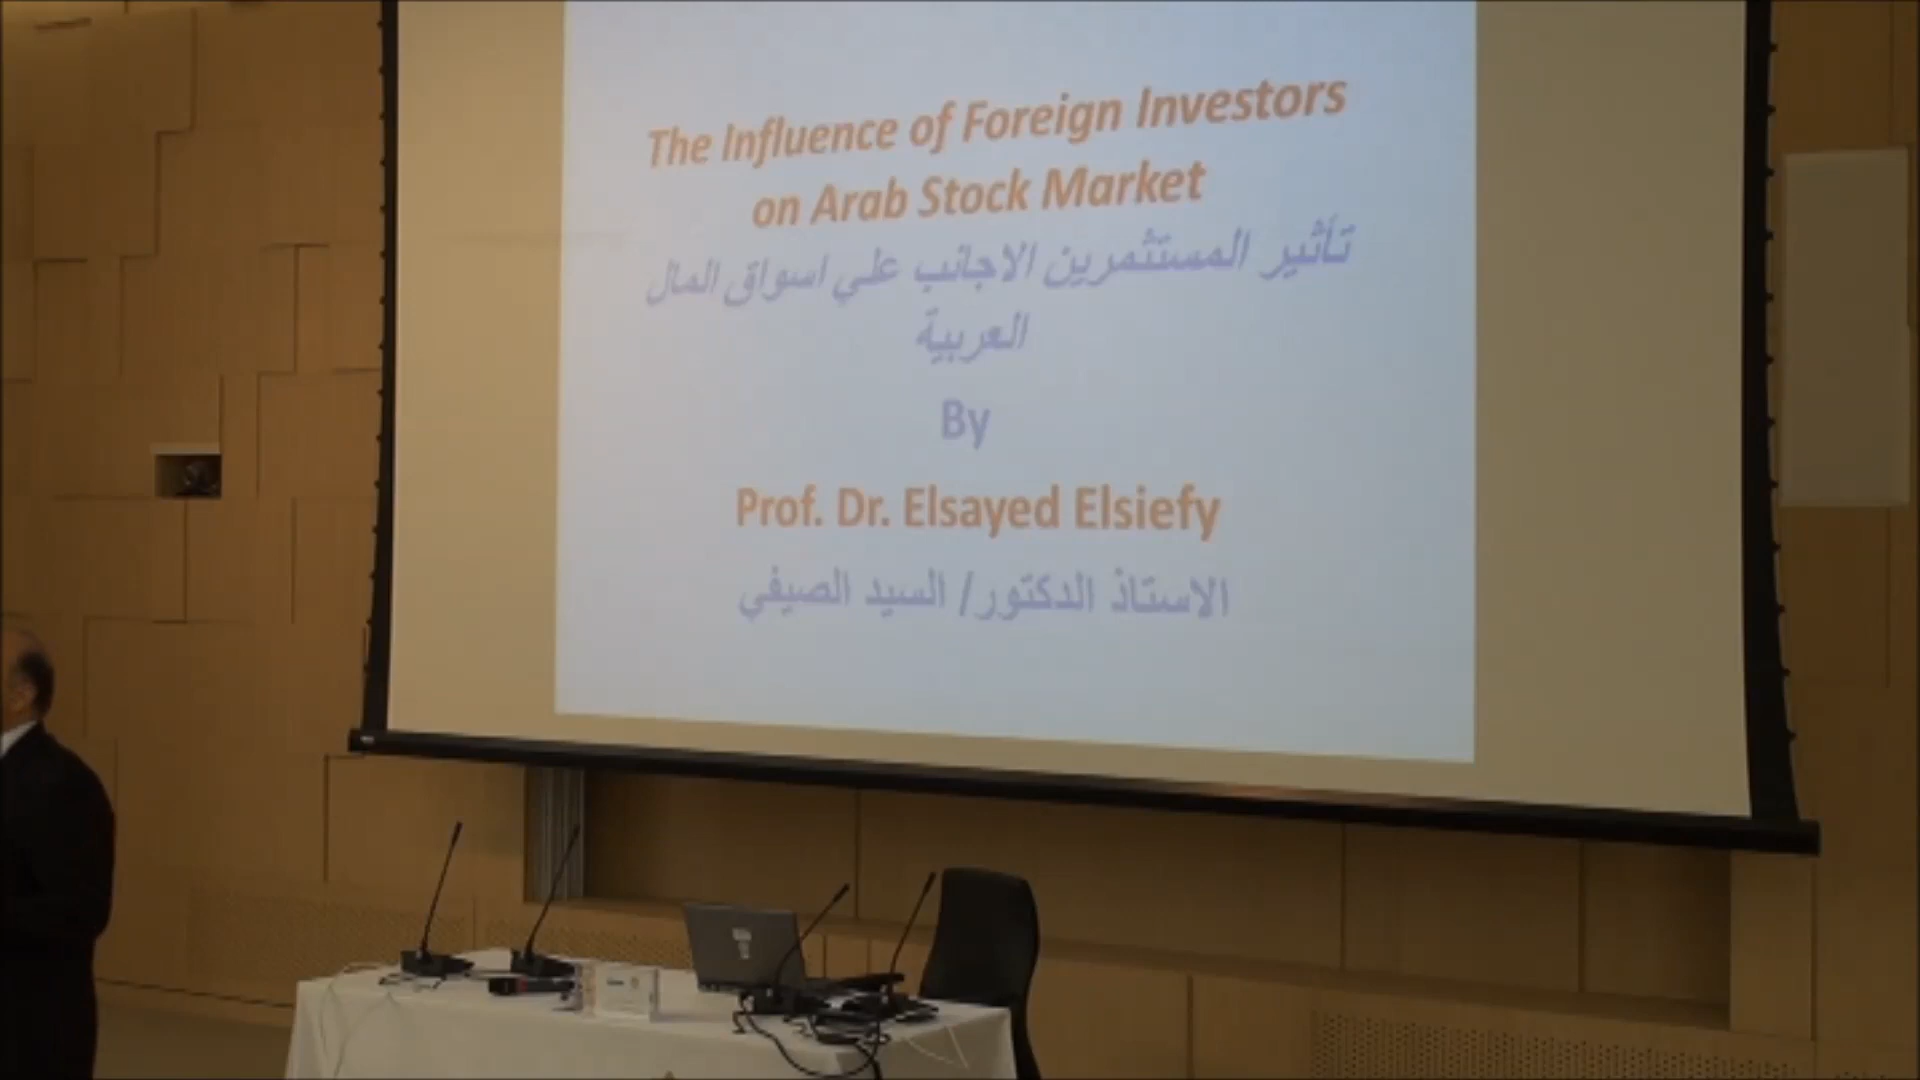 The Influence of Foreign Investors
on Arab Stock Market
تأثير المستثمرين الاجانب علي اسواق المال
العربية
By
Prof. Dr. Elsayed Elsiefy
الاستاذ الدكتور/ السيد الصيفي